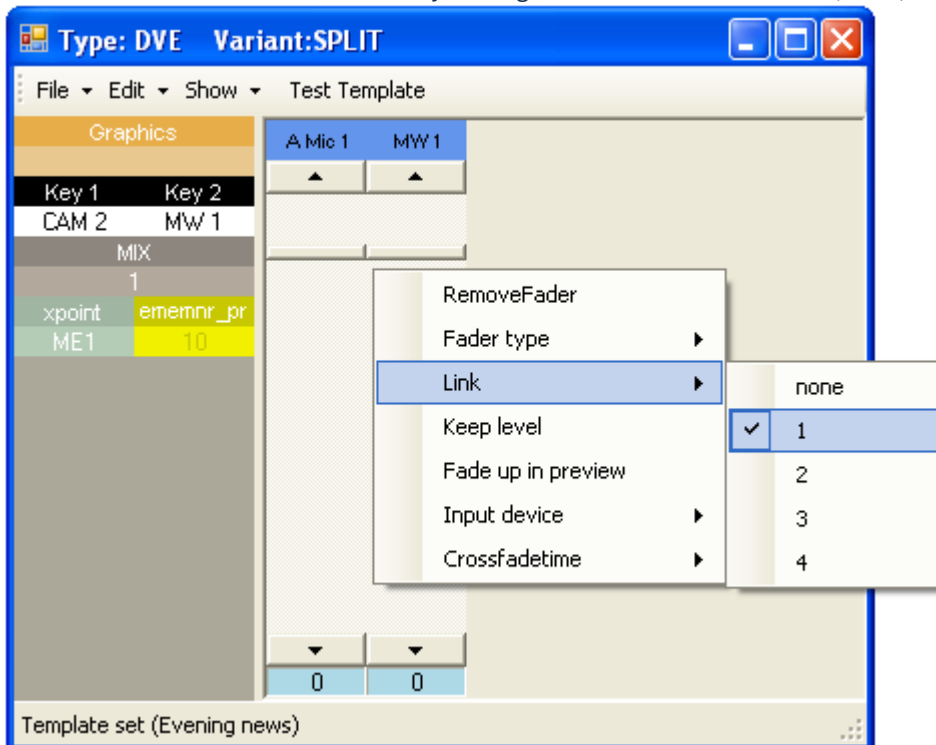 Type: DVE Variant:SPLIT
File Edit Show Test Template
Graphics
A Mic 1 MW 1
Key 1 Key 2
CAM 2 MW 1
MIX
1
xpoint ememnr_pr
ME1 10
RemoveFader
Fader type
Link
Keep level
Fade up in preview
Input device
Crossfadetime
none
1
2
3
4
0 0
Template set (Evening news)